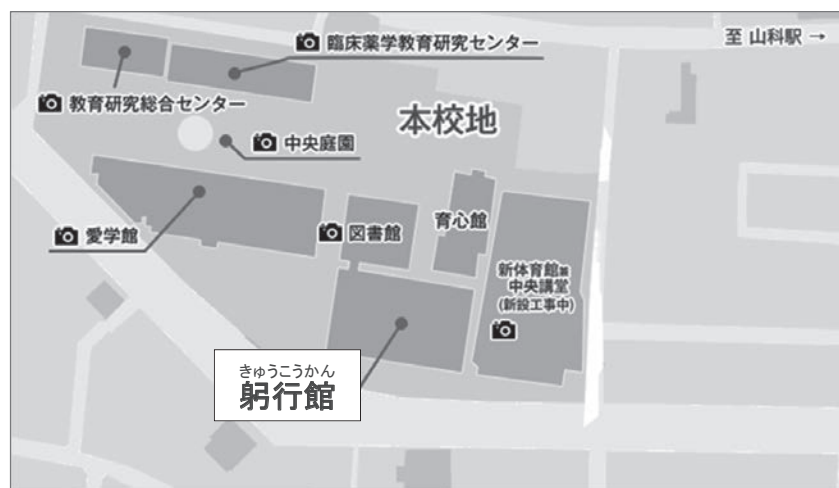 臨床薬学教育研究センター
至 山科駅 →
教育研究総合センター
本校地
中央庭園
愛学館
図書館
育心館
新体育館兼
中央講堂
(新設工事中)
きゅうこうかん
躬行館